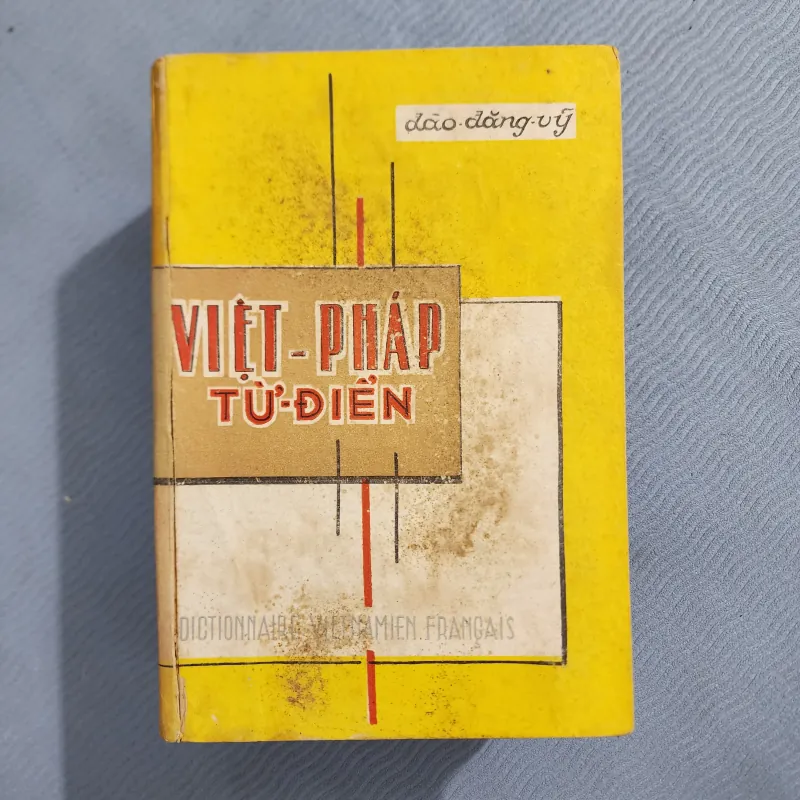 đào·đăng·vỹ
VIỆT-PHÁP
TỪ-ĐIỂN
DICTIONNAIRE VIETNAMIEN.FRANÇAIS